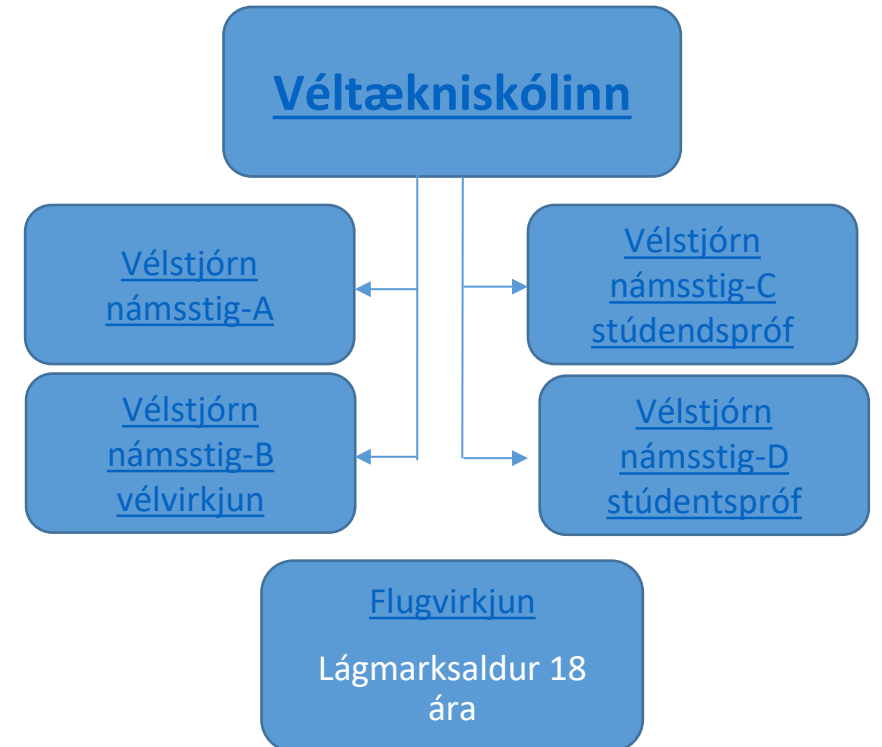 Véltækniskólinn
Vélstjórn
námsstig-A
Vélstjórn
námsstig-C
stúdendspróf
Vélstjórn
námsstig-B
vélvirkjun
Vélstjórn
námsstig-D
stúdentspróf
Flugvirkjun
Lágmarksaldur 18
ára